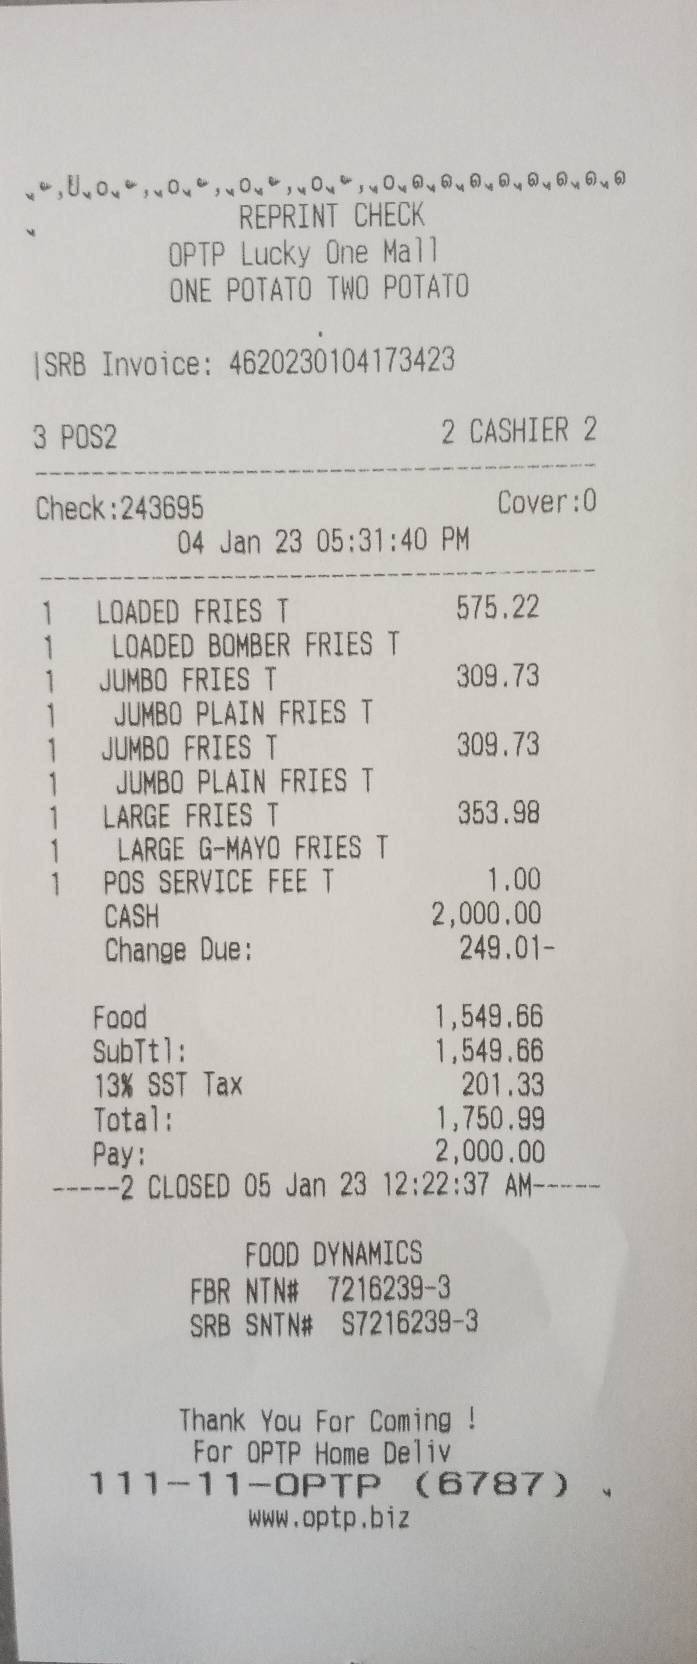 REPRINT CHECK
OPTP Lucky One Mall
ONE POTATO TWO POTATO
|SRB Invoice: 4620230104173423
3 POS2 2 CASHIER 2
Check:243695 Cover:0
04 Jan 23 05:31:40 PM
1 LOADED FRIES T 575.22
1 LOADED BOMBER FRIES T
1 JUMBO FRIES T 309.73
1 JUMBO PLAIN FRIES T
1 JUMBO FRIES T 309.73
1 JUMBO PLAIN FRIES T
1 LARGE FRIES T 353.98
1 LARGE G-MAYO FRIES T
1 POS SERVICE FEE T 1.00
CASH 2,000.00
Change Due: 249.01-
Food 1,549.66
SubTtl: 1,549.66
13% SST Tax 201.33
Total: 1,750.99
Pay: 2,000.00
-----2 CLOSED 05 Jan 23 12:22:37 AM-----
FOOD DYNAMICS
FBR NTN# 7216239-3
SRB SNTN# S7216239-3
Thank You For Coming !
For OPTP Home Deliv
111-11-OPTP (6787)
www.optp.biz